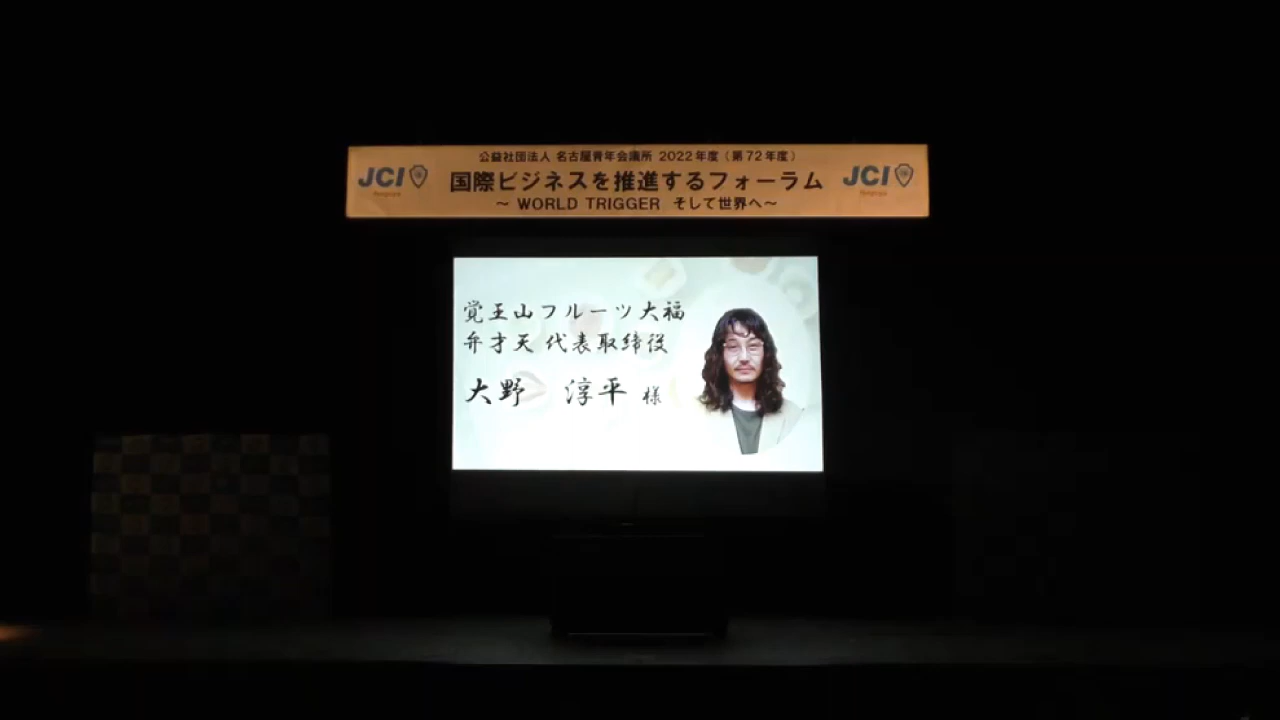 公益社団法人 名古屋青年会議所 2022年度（第72年度）
JCI
国際ビジネスを推進するフォーラム
JCI
～ WORLD TRIGGER そして世界へ～
覚王山フルーツ大福
弁才天 代表取締役
大野 淳平 様